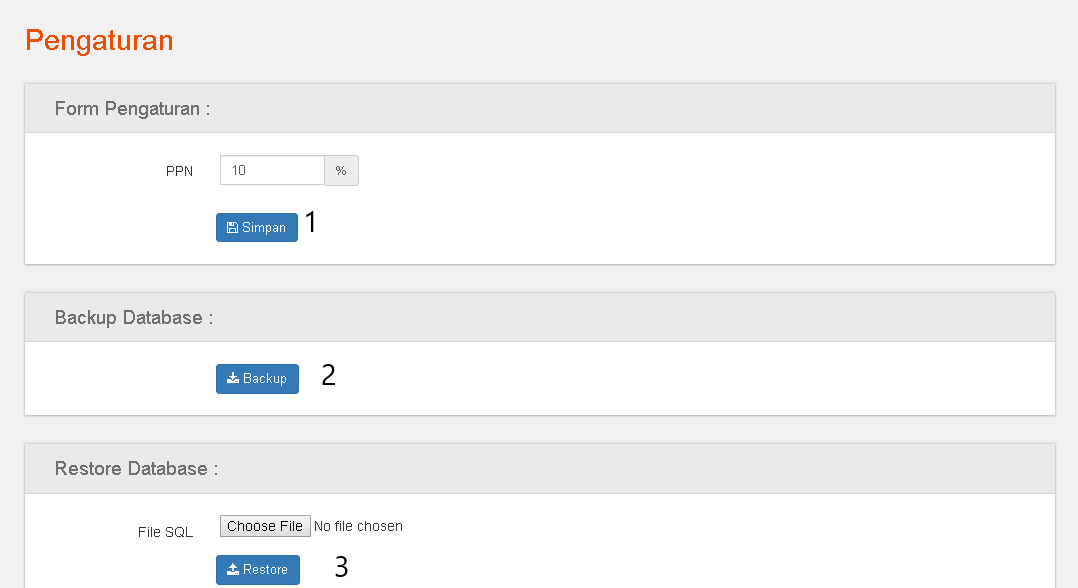 Pengaturan
Form Pengaturan :
PPN 10 %
Simpan 1
Backup Database :
Backup 2
Restore Database :
File SQL Choose File No file chosen
Restore 3